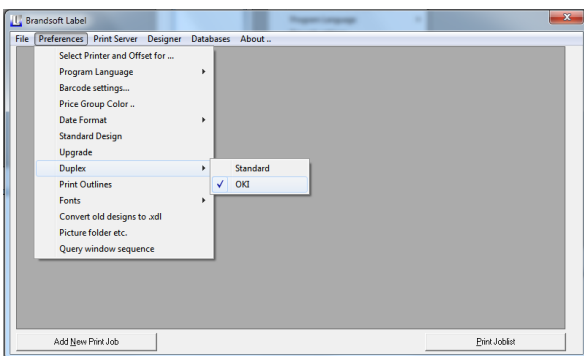 Brandsoft Label
File Preferences Print Server Designer Databases About ..
Select Printer and Offset for ...
Program Language
Barcode settings...
Price Group Color ..
Date Format
Standard Design
Upgrade
Duplex
Standard
OKI
Print Outlines
Fonts
Convert old designs to .xdl
Picture folder etc.
Query window sequence
Add New Print Job
Print Joblist